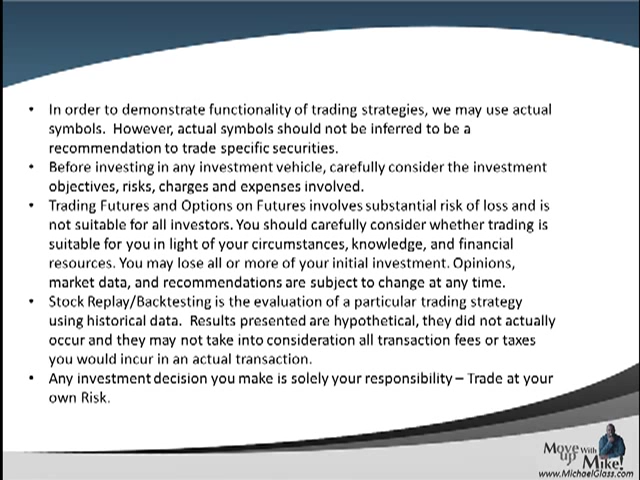 • In order to demonstrate functionality of trading strategies, we may use actual
symbols.  However, actual symbols should not be inferred to be a
recommendation to trade specific securities.
• Before investing in any investment vehicle, carefully consider the investment
objectives, risks, charges and expenses involved.
• Trading Futures and Options on Futures involves substantial risk of loss and is
not suitable for all investors. You should carefully consider whether trading is
suitable for you in light of your circumstances, knowledge, and financial
resources. You may lose all or more of your initial investment. Opinions,
market data, and recommendations are subject to change at any time.
• Stock Replay/Backtesting is the evaluation of a particular trading strategy
using historical data.  Results presented are hypothetical, they did not actually
occur and they may not take into consideration all transaction fees or taxes
you would incur in an actual transaction.
• Any investment decision you make is solely your responsibility – Trade at your
own Risk.
Move up With Mike!
www.MichaelGlass.com